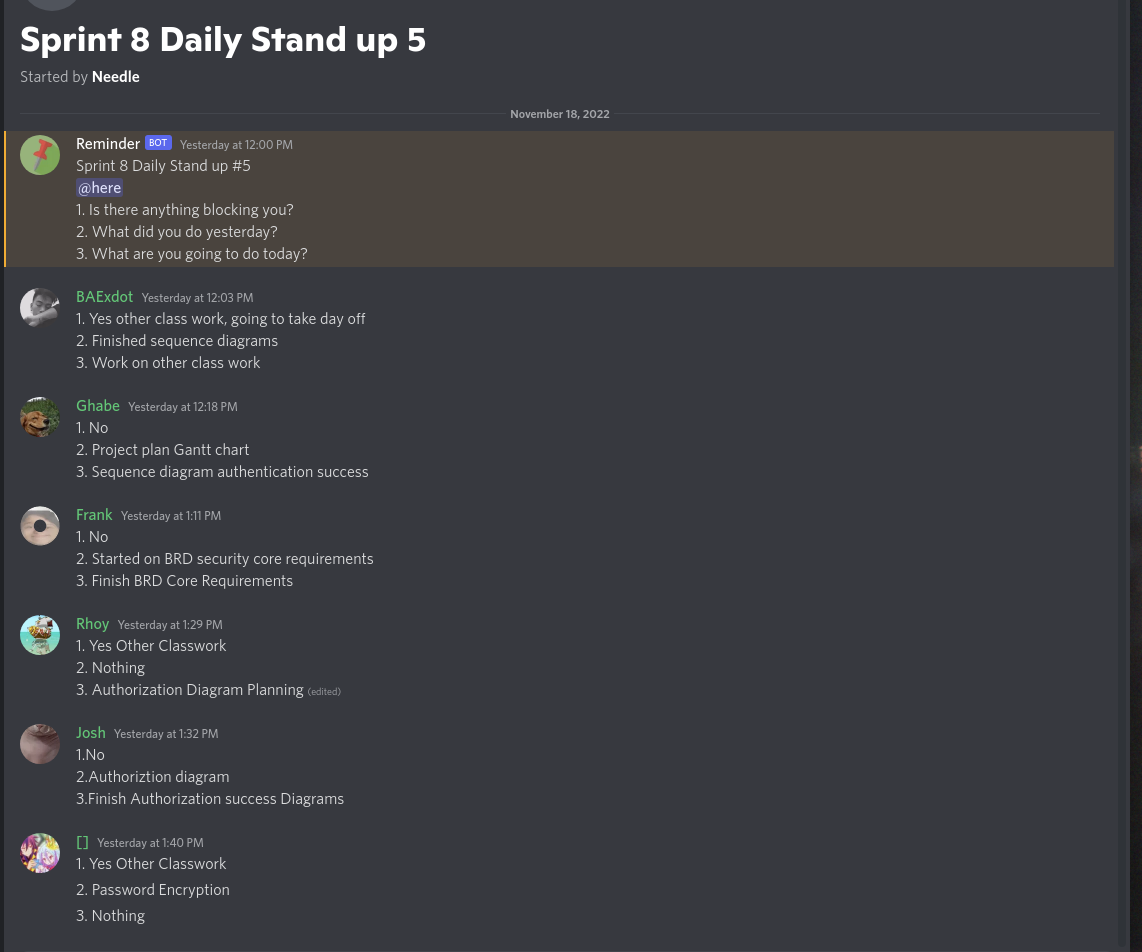 Sprint 8 Daily Stand up 5
Started by Needle
November 18, 2022
Reminder BOT Yesterday at 12:00 PM
Sprint 8 Daily Stand up #5
@here
1. Is there anything blocking you?
2. What did you do yesterday?
3. What are you going to do today?
BAExdot Yesterday at 12:03 PM
1. Yes other class work, going to take day off
2. Finished sequence diagrams
3. Work on other class work
Ghabe Yesterday at 12:18 PM
1. No
2. Project plan Gantt chart
3. Sequence diagram authentication success
Frank Yesterday at 1:11 PM
1. No
2. Started on BRD security core requirements
3. Finish BRD Core Requirements
Rhoy Yesterday at 1:29 PM
1. Yes Other Classwork
2. Nothing
3. Authorization Diagram Planning (edited)
Josh Yesterday at 1:32 PM
1.No
2.Authoriztion diagram
3.Finish Authorization success Diagrams
[] Yesterday at 1:40 PM
1. Yes Other Classwork
2. Password Encryption
3. Nothing